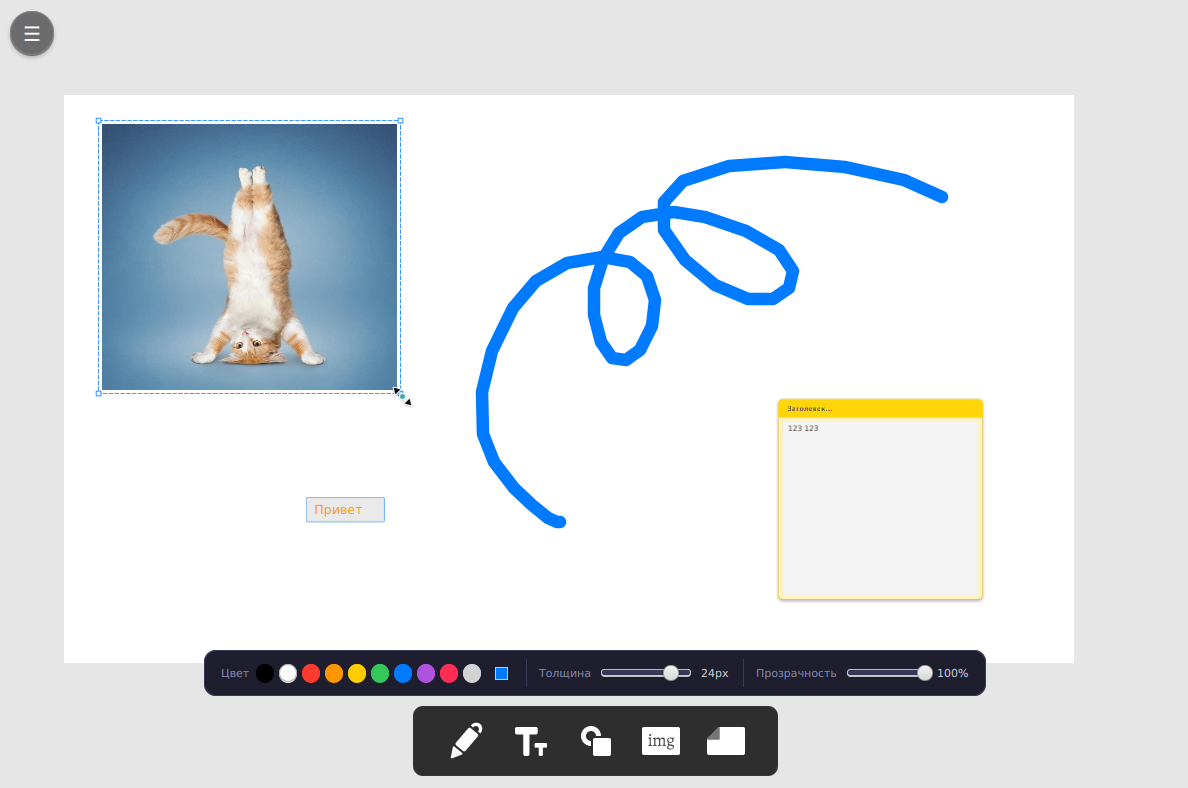 Заголовок...
123 123
Привет
Цвет
Толщина
24px
Прозрачность
100%
img